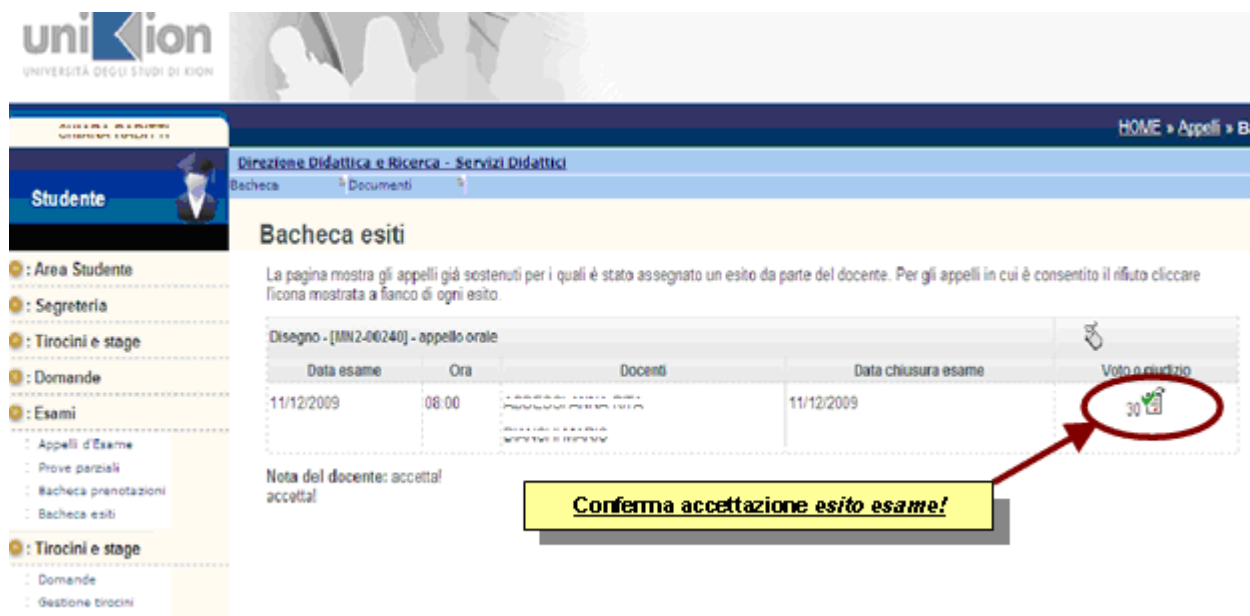 uniKion
UNIVERSITÀ DEGLI STUDI DI KION
HOME » Appelli » B
Direzione Didattica e Ricerca - Servizi Didattici
Bacheca Documenti
Studente
Bacheca esiti
La pagina mostra gli appelli già sostenuti per i quali è stato assegnato un esito da parte del docente. Per gli appelli in cui è consentito il rifiuto cliccare
l'icona mostrata a fianco di ogni esito.
Disegno - [MN2-00240] - appello orale
Data esame Ora Docenti Data chiusura esame Voto o giudizio
11/12/2009 08:00 11/12/2009 30
Nota del docente: accetta!
accetta!
Conferma accettazione esito esame!
: Area Studente
: Segreteria
: Tirocini e stage
: Domande
: Esami
Appelli d'Esame
Prove parziali
Bacheca prenotazioni
Bacheca esiti
: Tirocini e stage
Domande
Gestione tirocini